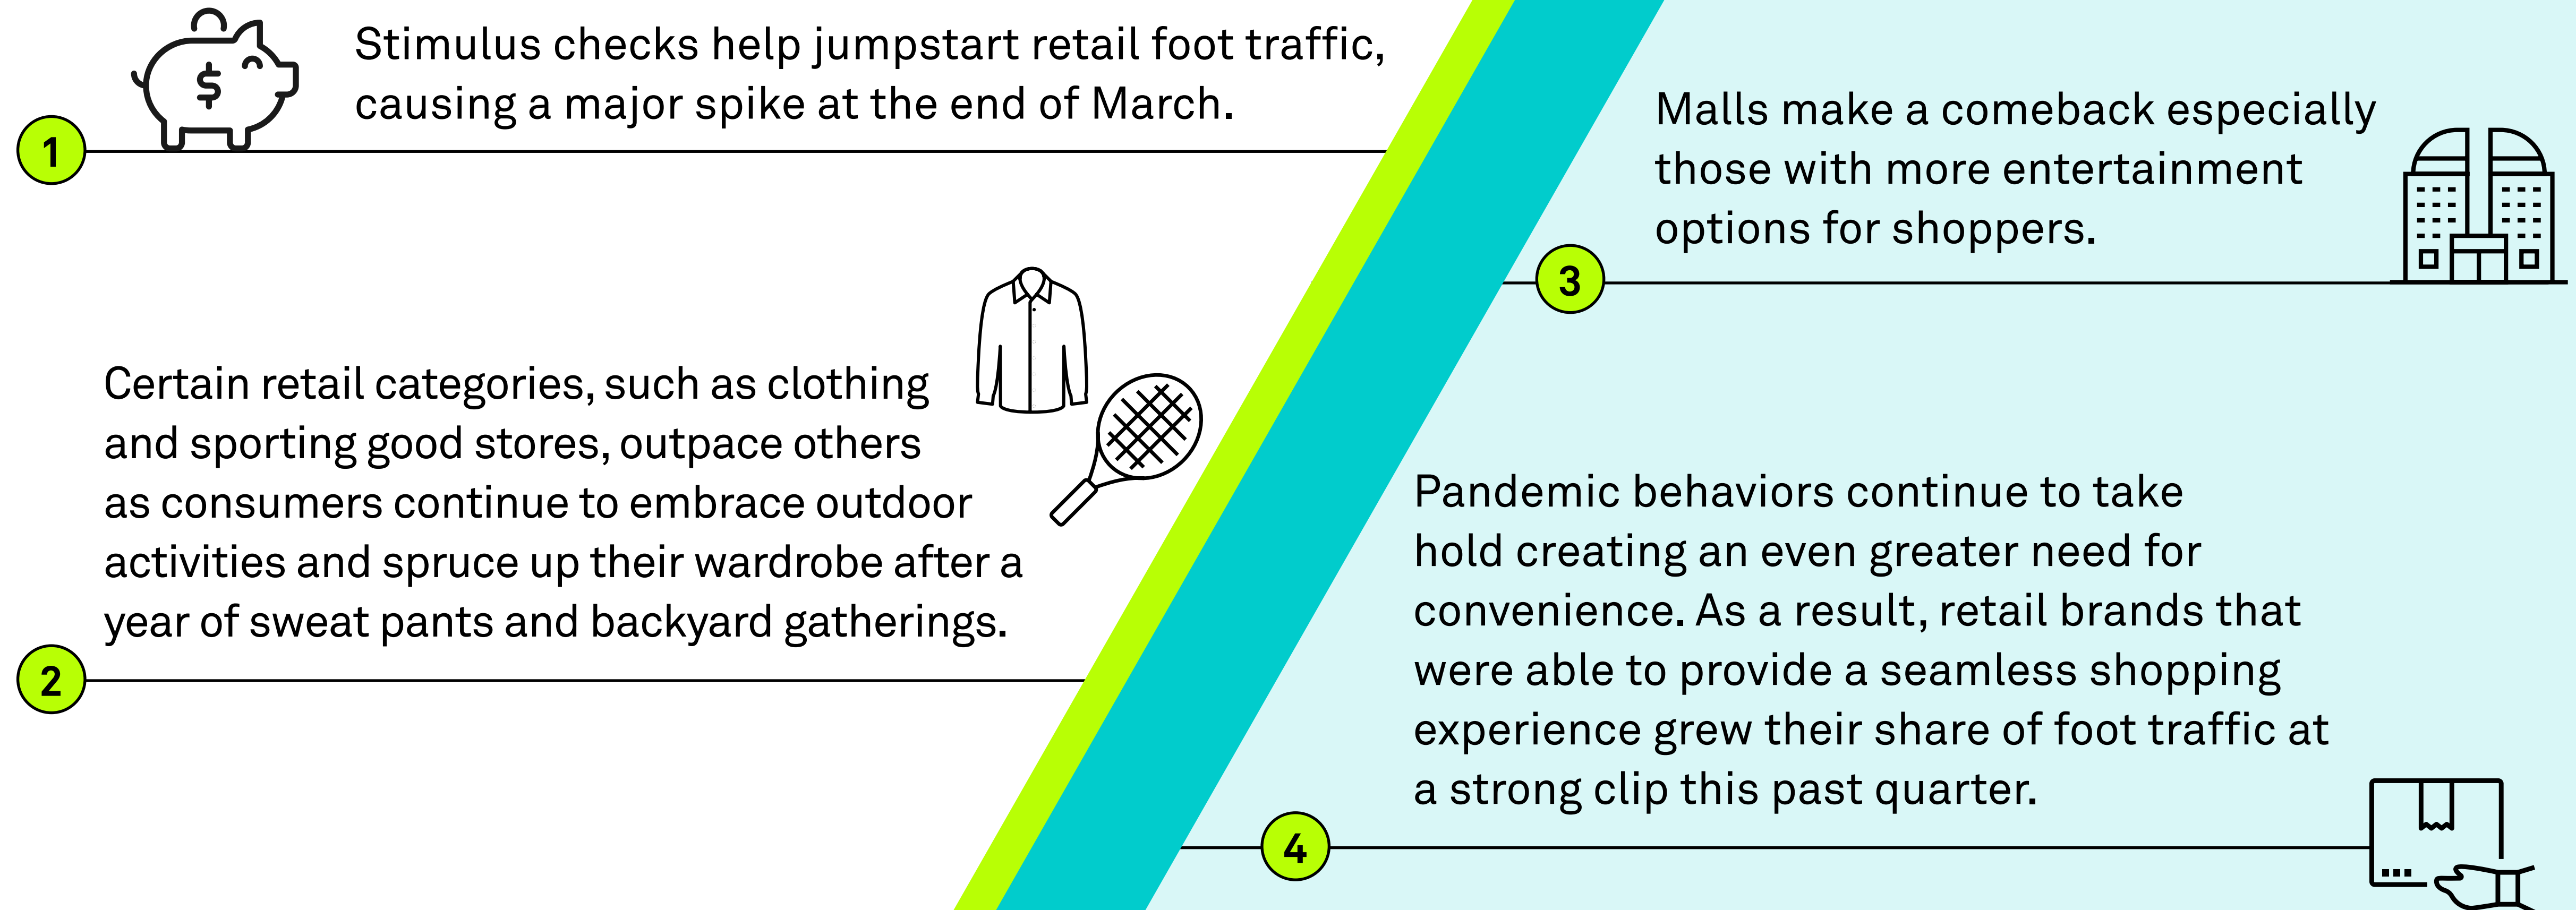 Stimulus checks help jumpstart retail foot traffic,
causing a major spike at the end of March.
1
Certain retail categories, such as clothing
and sporting good stores, outpace others
as consumers continue to embrace outdoor
activities and spruce up their wardrobe after a
year of sweat pants and backyard gatherings.
2
Malls make a comeback especially
those with more entertainment
options for shoppers.
3
Pandemic behaviors continue to take
hold creating an even greater need for
convenience. As a result, retail brands that
were able to provide a seamless shopping
experience grew their share of foot traffic at
a strong clip this past quarter.
4